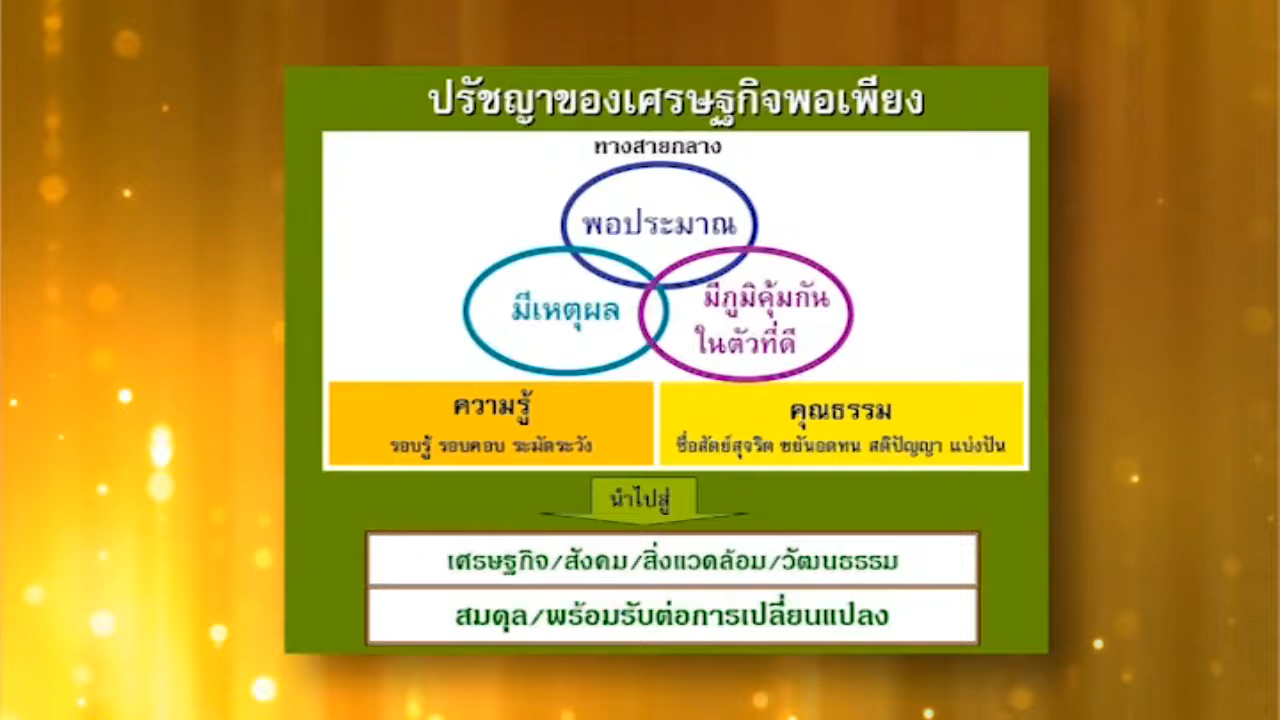 ปรัชญาของเศรษฐกิจพอเพียง
ทางสายกลาง
พอประมาณ
มีเหตุผล
มีภูมิคุ้มกัน
ในตัวที่ดี
ความรู้
รอบรู้ รอบคอบ ระมัดระวัง
คุณธรรม
ซื่อสัตย์สุจริต ขยันอดทน สติปัญญา แบ่งปัน
นำไปสู่
เศรษฐกิจ/สังคม/สิ่งแวดล้อม/วัฒนธรรม
สมดุล/พร้อมรับต่อการเปลี่ยนแปลง